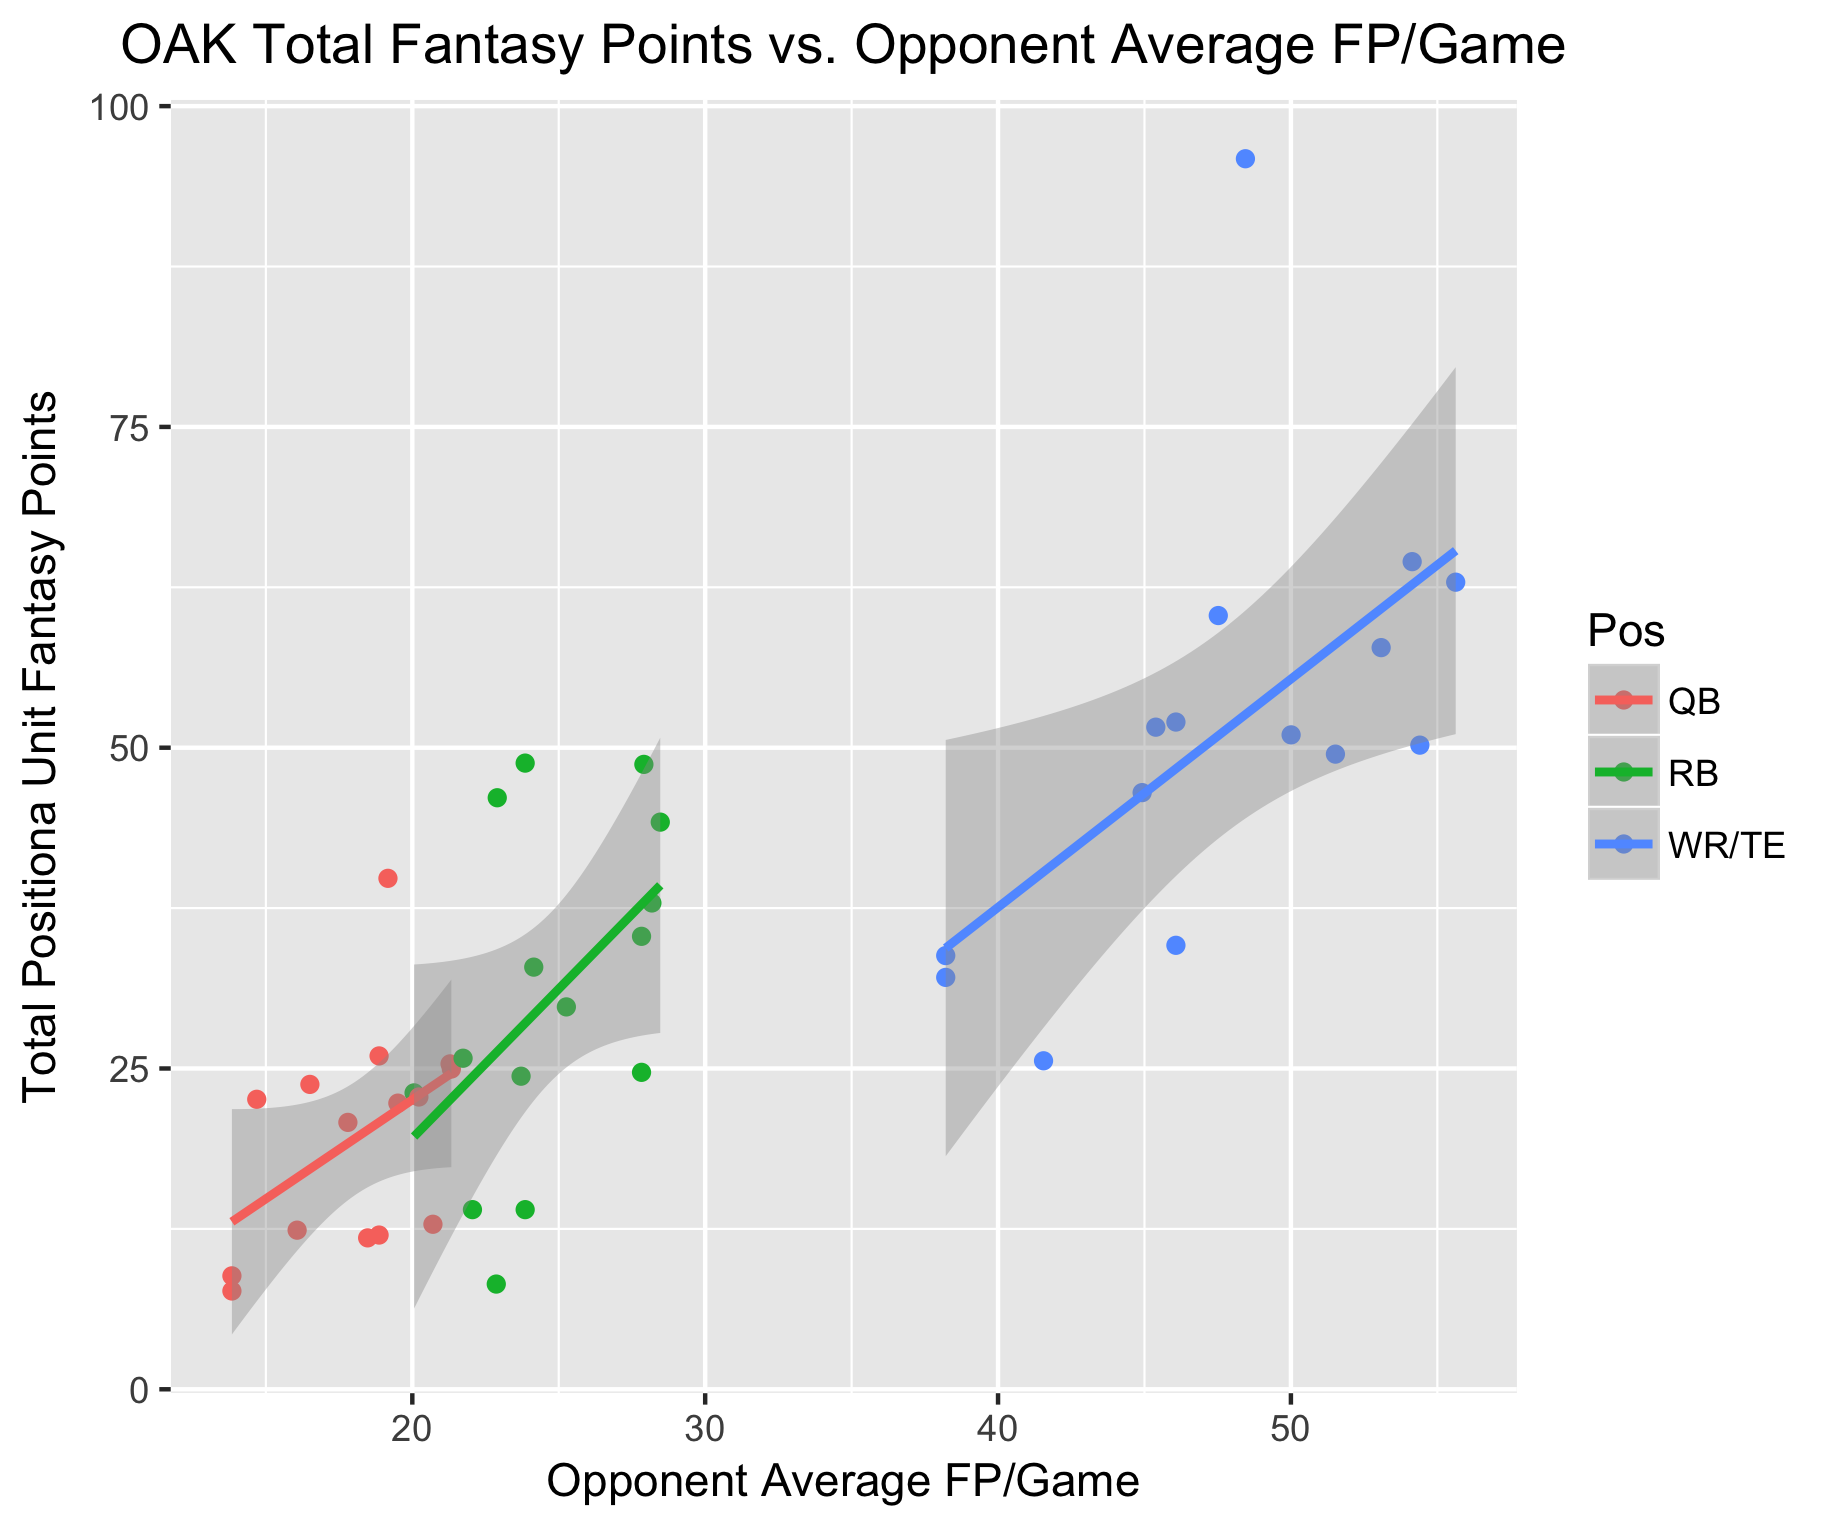 OAK Total Fantasy Points vs. Opponent Average FP/Game
Total Positiona Unit Fantasy Points
100
75
50
25
0
20 30 40 50
Opponent Average FP/Game
Pos
QB
RB
WR/TE